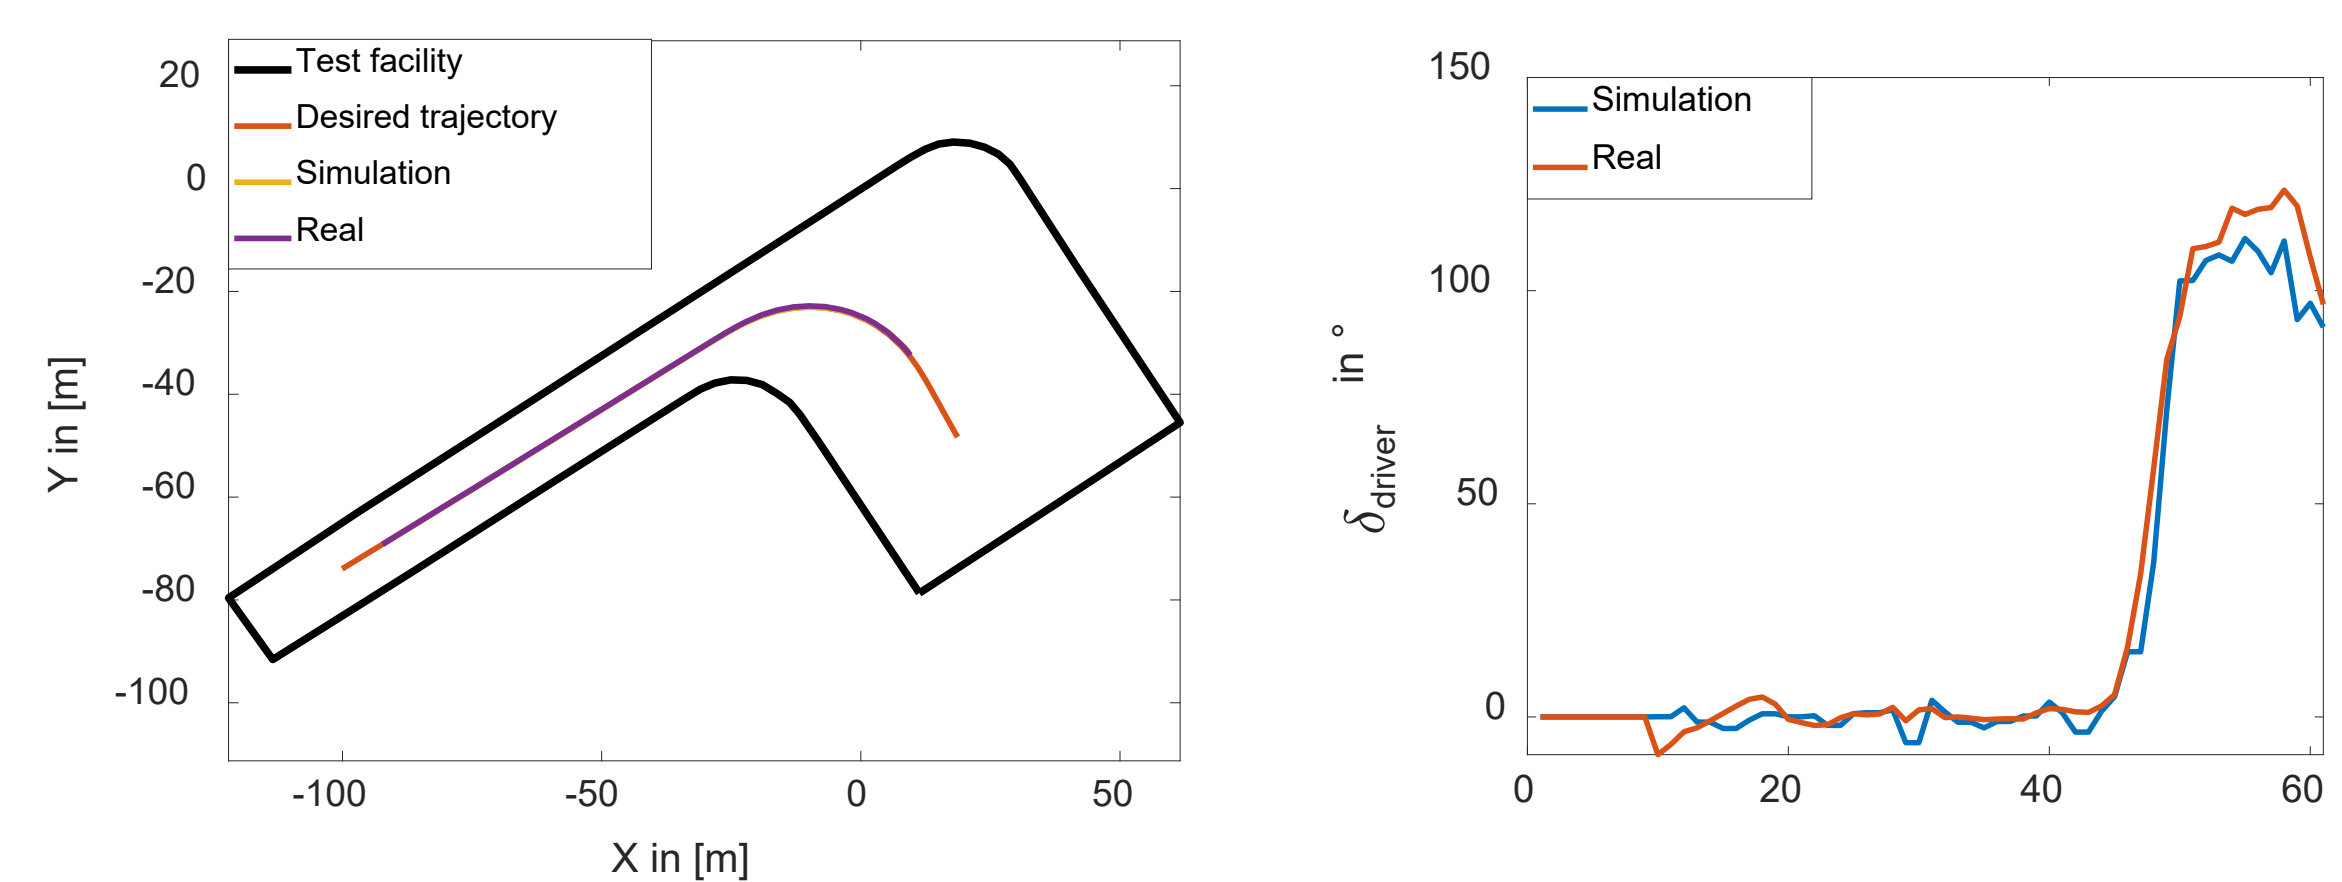 Test facility
Desired trajectory
Simulation
Real
20
0
-20
-40
-60
-80
-100
-100 -50 0 50
X in [m]
Y in [m]
Simulation
Real
150
100
50
0
0 20 40 60
δdriver in °